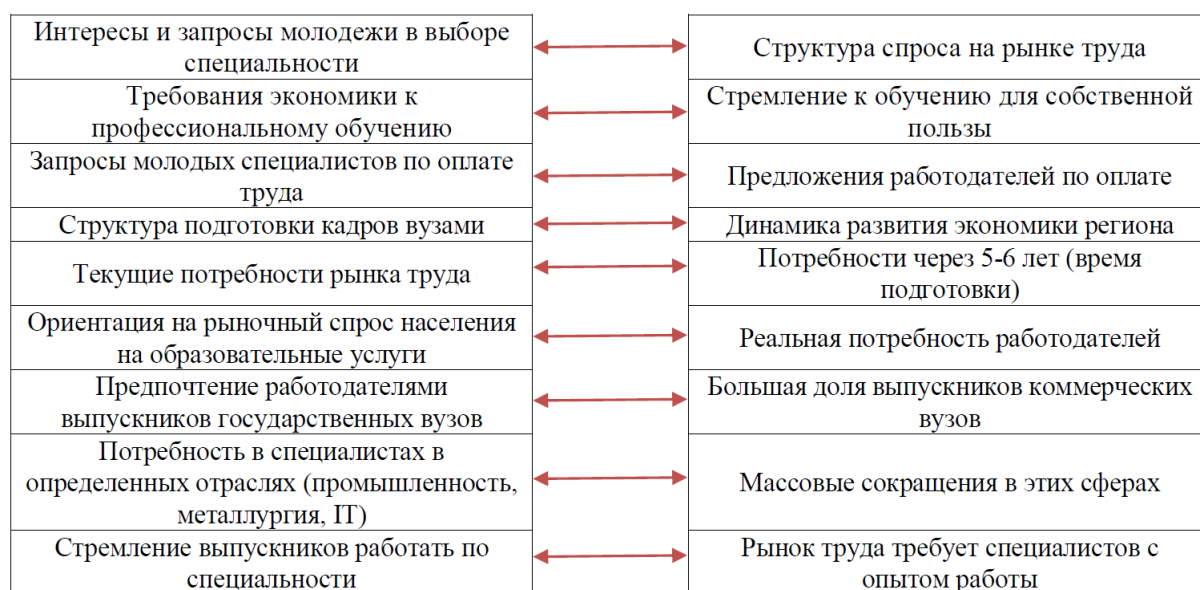 Интересы и запросы молодежи в выборе
специальности
Структура спроса на рынке труда
Требования экономики к
профессиональному обучению
Стремление к обучению для собственной
пользы
Запросы молодых специалистов по оплате
труда
Предложения работодателей по оплате
Структура подготовки кадров вузами
Динамика развития экономики региона
Текущие потребности рынка труда
Потребности через 5-6 лет (время
подготовки)
Ориентация на рыночный спрос населения
на образовательные услуги
Реальная потребность работодателей
Предпочтение работодателями
выпускников государственных вузов
Большая доля выпускников коммерческих
вузов
Потребность в специалистах в
определенных отраслях (промышленность,
металлургия, IT)
Массовые сокращения в этих сферах
Стремление выпускников работать по
специальности
Рынок труда требует специалистов с
опытом работы